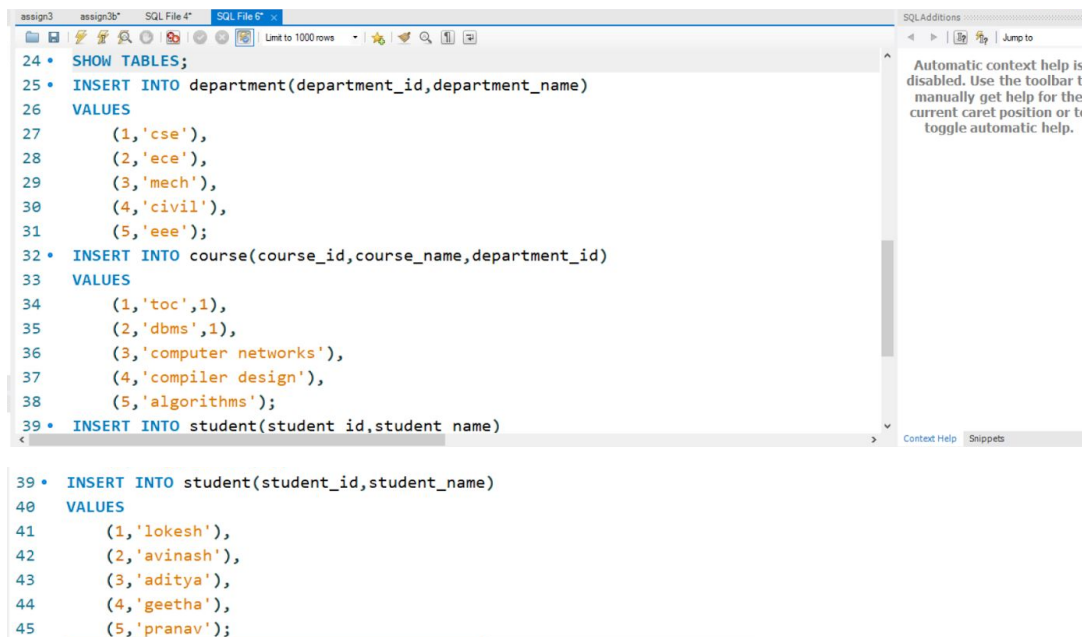 assign3 assign3b* SQL File 4* SQL File 6* ×
Limit to 1000 rows
24 • SHOW TABLES;
25 • INSERT INTO department(department_id,department_name)
26 VALUES
27 (1,'cse'),
28 (2,'ece'),
29 (3,'mech'),
30 (4,'civil'),
31 (5,'eee');
32 • INSERT INTO course(course_id,course_name,department_id)
33 VALUES
34 (1,'toc',1),
35 (2,'dbms',1),
36 (3,'computer networks'),
37 (4,'compiler design'),
38 (5,'algorithms');
39 • INSERT INTO student(student_id,student_name)
SQLAdditions
Jump to
Automatic context help is
disabled. Use the toolbar t
manually get help for the
current caret position or to
toggle automatic help.
Context Help Snippets
39 • INSERT INTO student(student_id,student_name)
40 VALUES
41 (1,'lokesh'),
42 (2,'avinash'),
43 (3,'aditya'),
44 (4,'geetha'),
45 (5,'pranav');